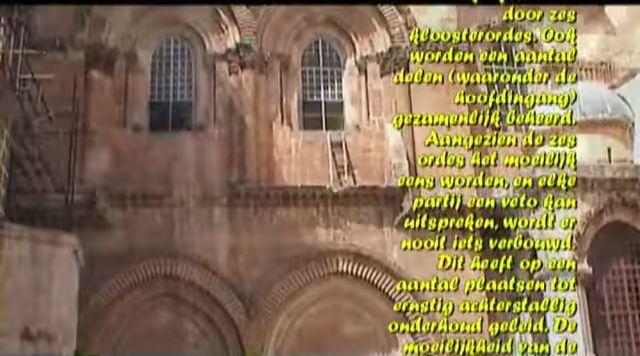 door zes
kloosterordes. Ook
worden een aantal
delen (waaronder de
hoofdingang)
gezamenlijk beheerd.
Aangezien de zes
ordes het moeilijk
eens worden, en elke
partij een veto kan
uitspreken, wordt er
nooit iets verbouwd.
Dit heeft op een
aantal plaatsen tot
ernstig achterstallig
onderhoud geleid. De
moeilijkheid van de